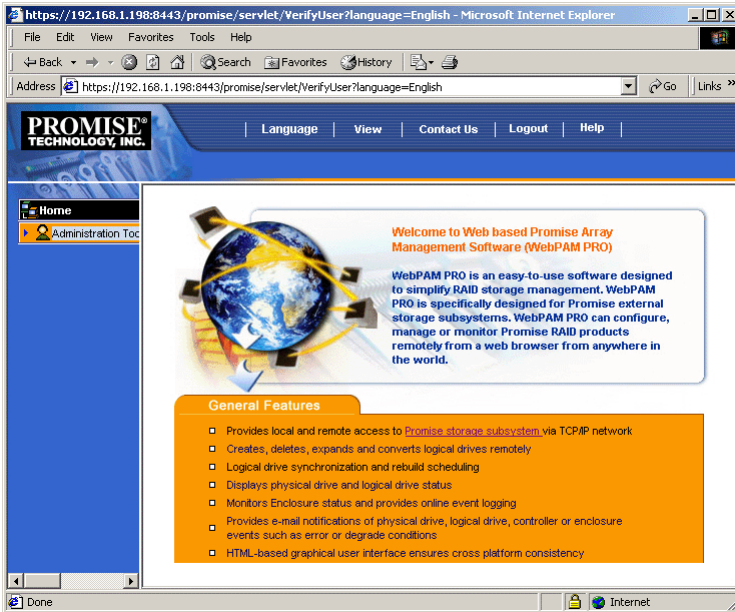 https://192.168.1.198:8443/promise/servlet/VerifyUser?language=English - Microsoft Internet Explorer
File Edit View Favorites Tools Help
Back Search Favorites History
Address https://192.168.1.198:8443/promise/servlet/VerifyUser?language=English Go Links »
PROMISE®
TECHNOLOGY, INC.
| Language | View | Contact Us | Logout | Help |
Home
Administration Too
Welcome to Web based Promise Array
Management Software (WebPAM PRO)
WebPAM PRO is an easy-to-use software designed
to simplify RAID storage management. WebPAM
PRO is specifically designed for Promise external
storage subsystems. WebPAM PRO can configure,
manage or monitor Promise RAID products
remotely from a web browser from anywhere in
the world.
General Features
Provides local and remote access to Promise storage subsystem via TCP/IP network
Creates, deletes, expands and converts logical drives remotely
Logical drive synchronization and rebuild scheduling
Displays physical drive and logical drive status
Monitors Enclosure status and provides online event logging
Provides e-mail notifications of physical drive, logical drive, controller or enclosure
events such as error or degrade conditions
HTML-based graphical user interface ensures cross platform consistency
Done Internet